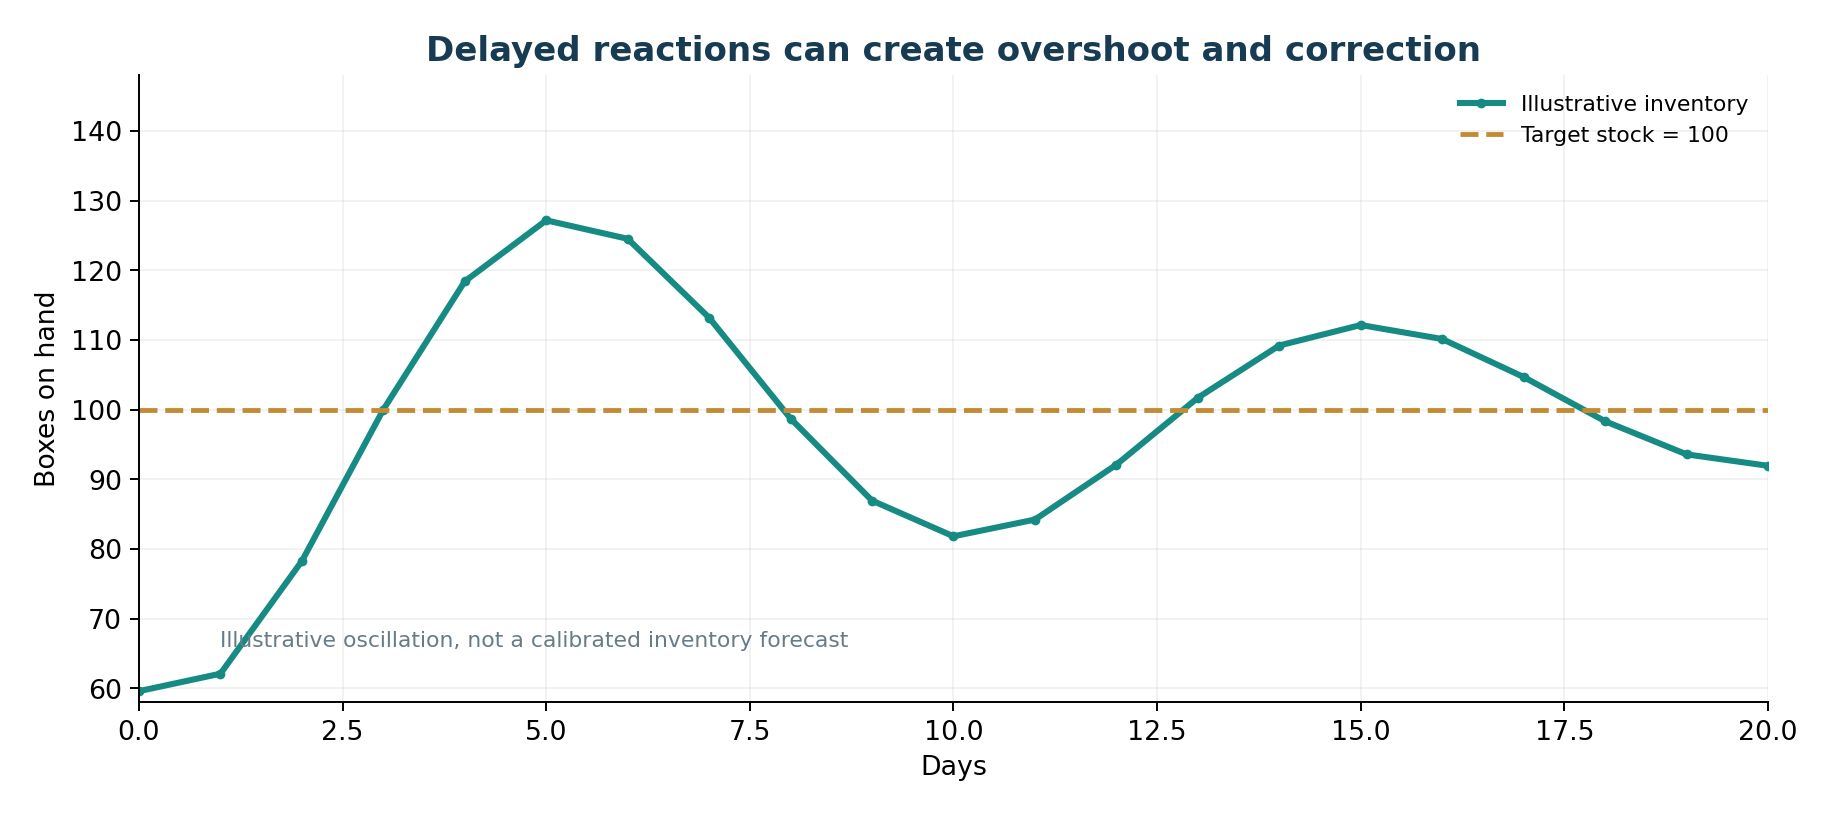 Delayed reactions can create overshoot and correction
Illustrative inventory
Target stock = 100
140
130
120
110
100
90
80
70
60
Boxes on hand
Illustrative oscillation, not a calibrated inventory forecast
0.0 2.5 5.0 7.5 10.0 12.5 15.0 17.5 20.0
Days